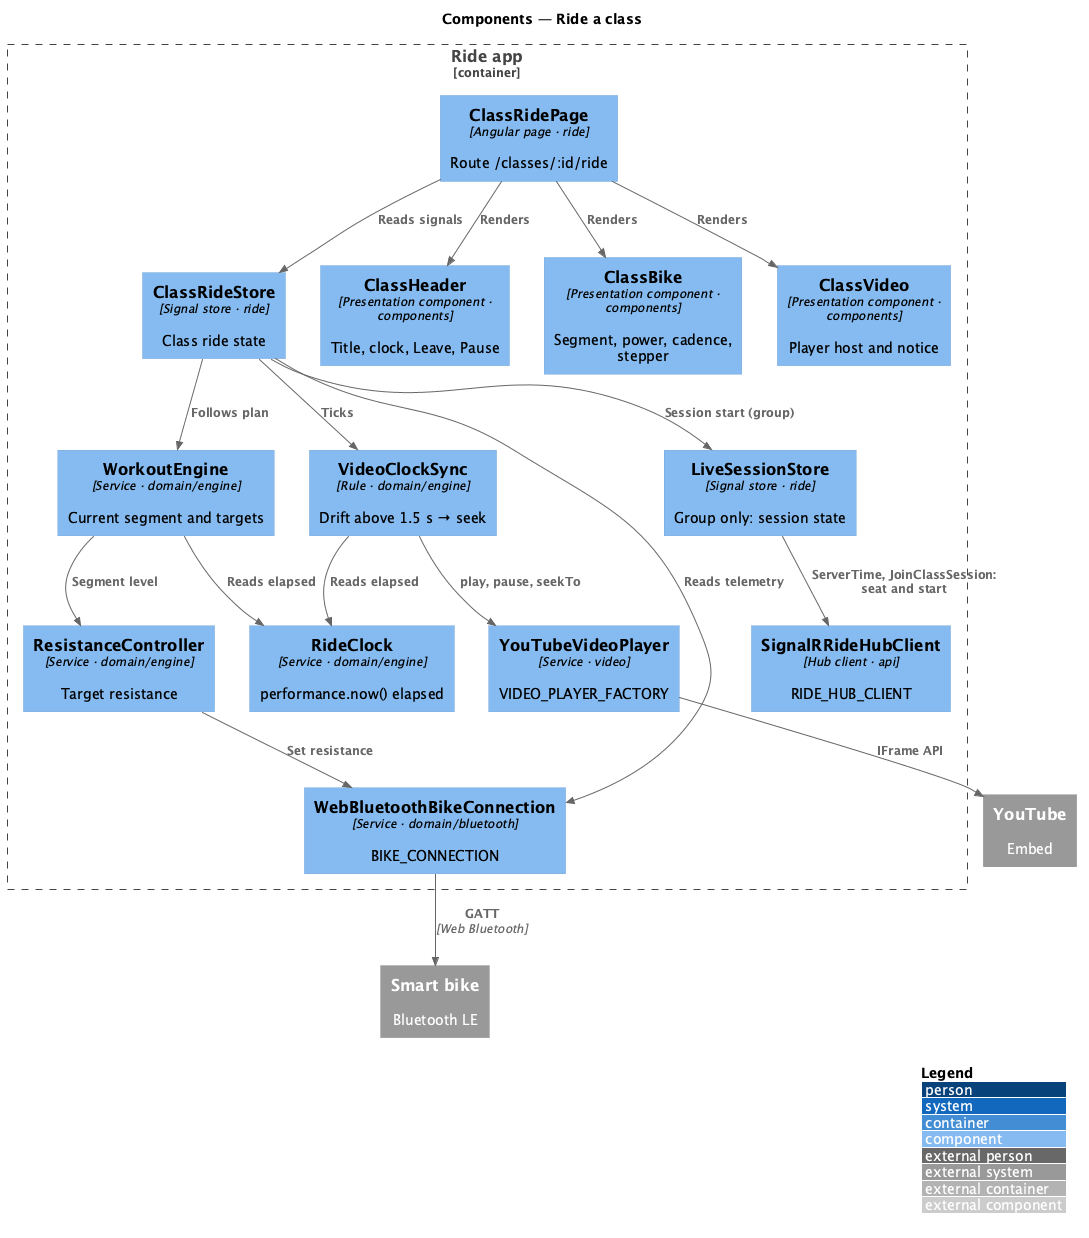 Components — Ride a class
Ride app
[container]
ClassRidePage
[Angular page · ride]
Route /classes/:id/ride
Reads signals
Renders
Renders
Renders
ClassRideStore
[Signal store · ride]
Class ride state
ClassHeader
[Presentation component ·
components]
Title, clock, Leave, Pause
ClassBike
[Presentation component ·
components]
Segment, power, cadence,
stepper
ClassVideo
[Presentation component ·
components]
Player host and notice
Follows plan
Ticks
Session start (group)
WorkoutEngine
[Service · domain/engine]
Current segment and targets
VideoClockSync
[Rule · domain/engine]
Drift above 1.5 s → seek
LiveSessionStore
[Signal store · ride]
Group only: session state
Segment level
Reads elapsed
Reads elapsed
play, pause, seekTo
Reads telemetry
ServerTime, JoinClassSession:
seat and start
ResistanceController
[Service · domain/engine]
Target resistance
RideClock
[Service · domain/engine]
performance.now() elapsed
YouTubeVideoPlayer
[Service · video]
VIDEO_PLAYER_FACTORY
SignalRRideHubClient
[Hub client · api]
RIDE_HUB_CLIENT
Set resistance
IFrame API
WebBluetoothBikeConnection
[Service · domain/bluetooth]
BIKE_CONNECTION
YouTube
Embed
GATT
[Web Bluetooth]
Smart bike
Bluetooth LE
Legend
person
system
container
component
external person
external system
external container
external component